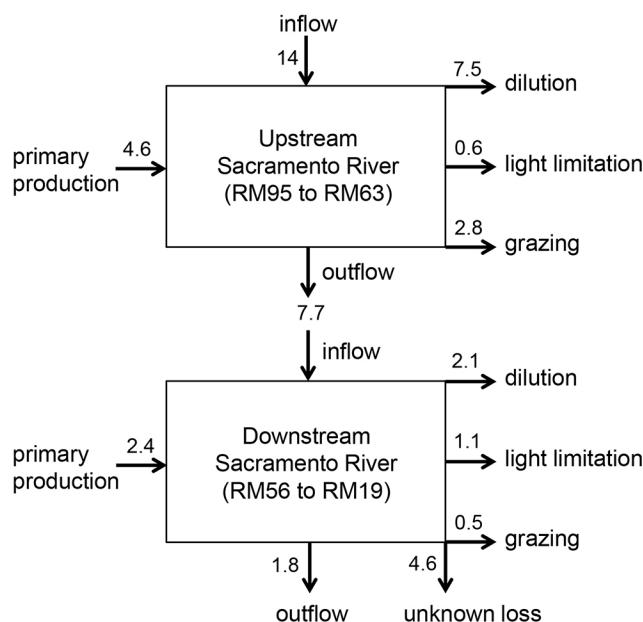 inflow
14
7.5
dilution
4.6
primary
production
Upstream
Sacramento River
(RM95 to RM63)
0.6
light limitation
2.8
grazing
outflow
7.7
inflow
2.1
dilution
2.4
primary
production
Downstream
Sacramento River
(RM56 to RM19)
1.1
light limitation
0.5
grazing
1.8
4.6
outflow
unknown loss